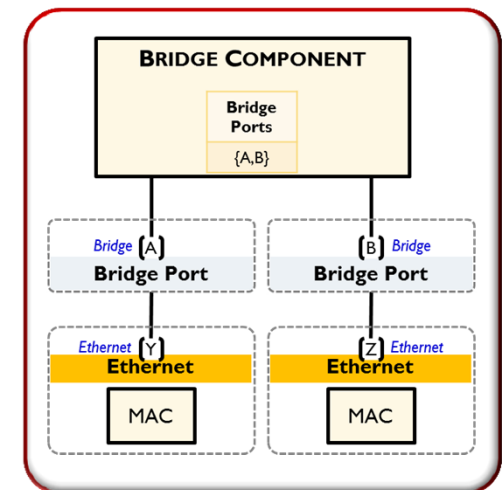 BRIDGE COMPONENT
Bridge
Ports
{A,B}
Bridge [A] [B] Bridge
Bridge Port Bridge Port
Ethernet [Y] [Z] Ethernet
Ethernet Ethernet
MAC MAC